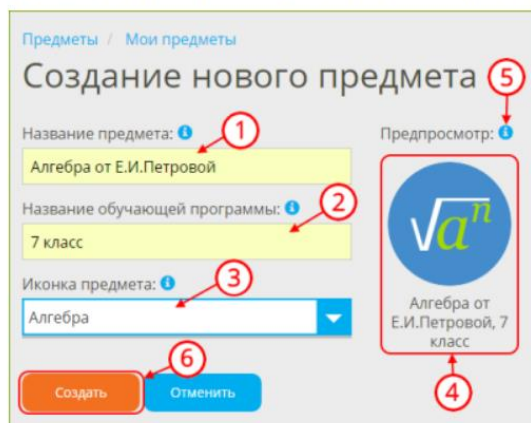 Предметы / Мои предметы
Создание нового предмета
5
Название предмета: i
1
Предпросмотр: i
Алгебра от Е.И.Петровой
Название обучающей программы: i
2
7 класс
√aⁿ
Иконка предмета: i
3
Алгебра
Алгебра от
Е.И.Петровой, 7
класс
6
4
Создать
Отменить